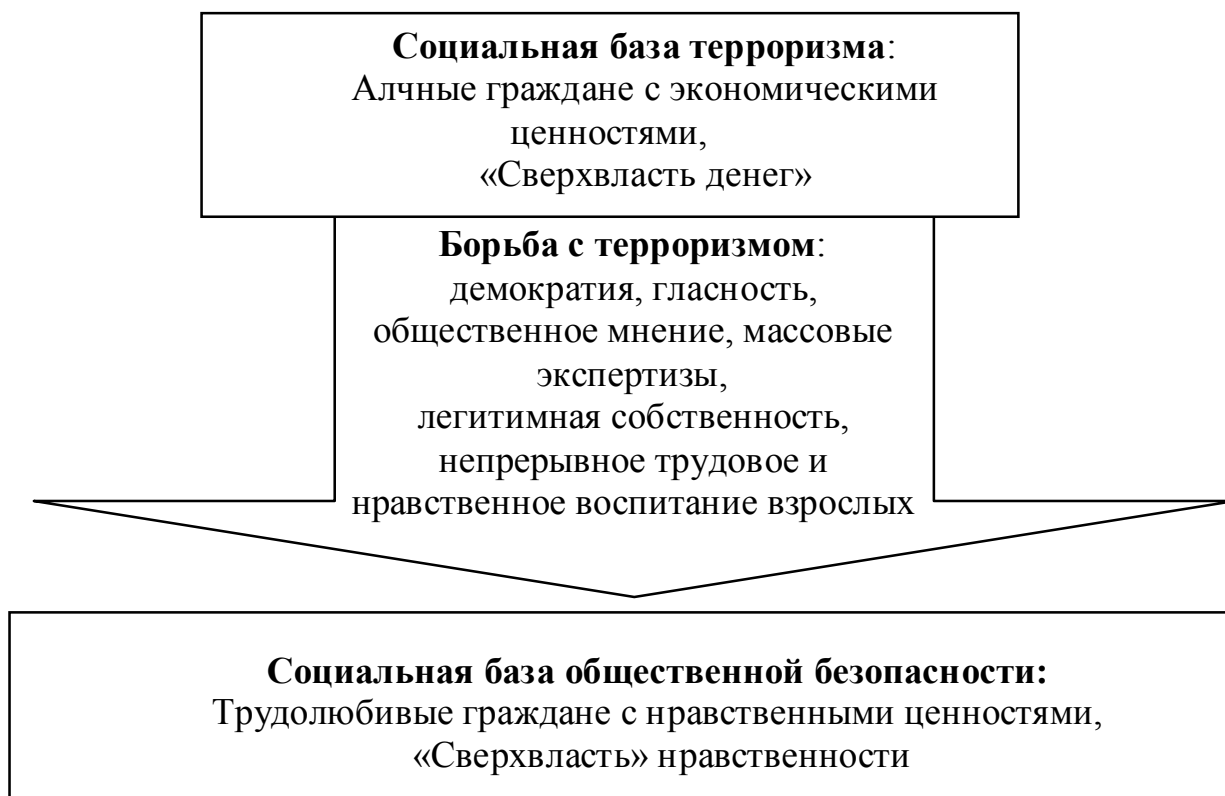 Социальная база терроризма:
Алчные граждане с экономическими
ценностями,
«Сверхвласть денег»
Борьба с терроризмом:
демократия, гласность,
общественное мнение, массовые
экспертизы,
легитимная собственность,
непрерывное трудовое и
нравственное воспитание взрослых
Социальная база общественной безопасности:
Трудолюбивые граждане с нравственными ценностями,
«Сверхвласть» нравственности